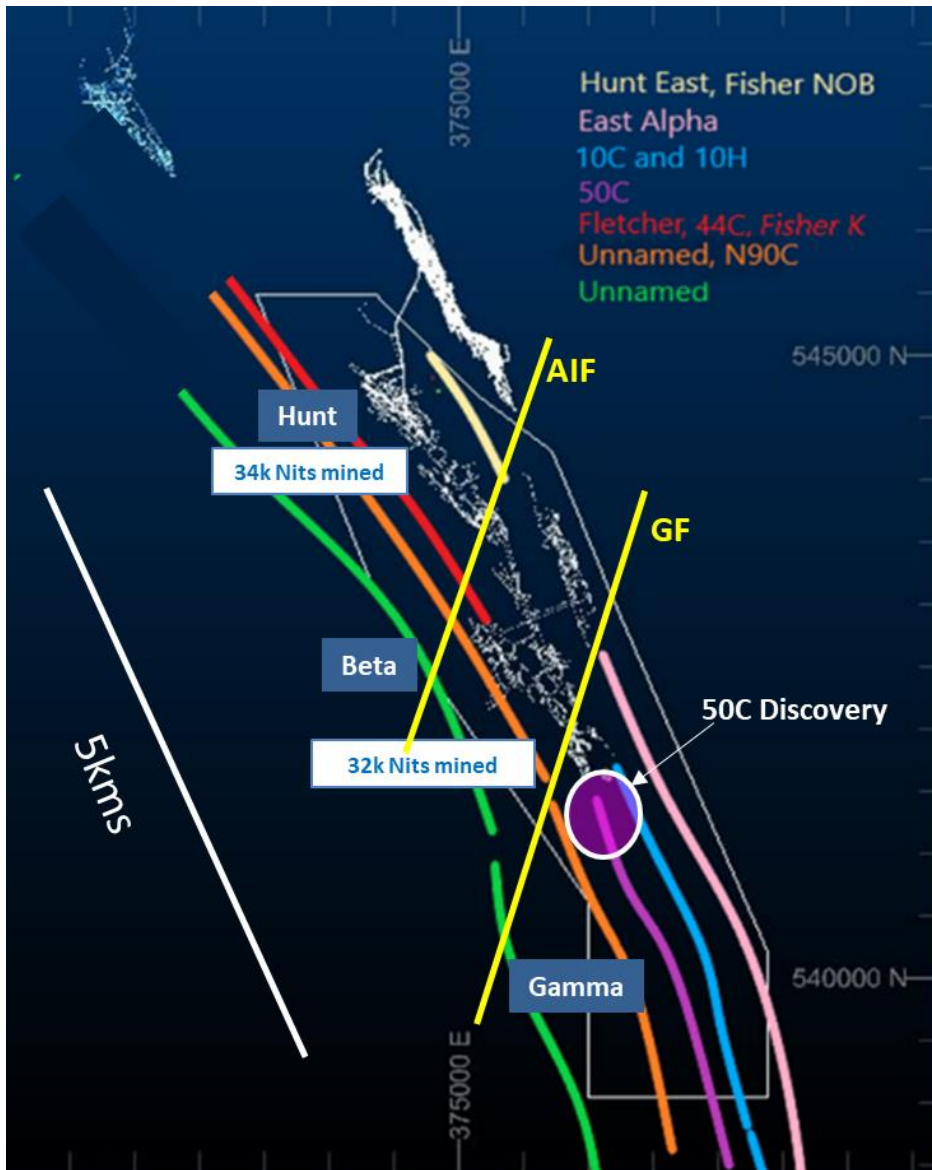 375000 E
Hunt East, Fisher NOB
East Alpha
10C and 10H
50C
Fletcher, 44C, Fisher K
Unnamed, N90C
Unnamed
545000 N
AIF
Hunt
34k Nits mined
GF
Beta
50C Discovery
32k Nits mined
5kms
540000 N
Gamma
375000 E